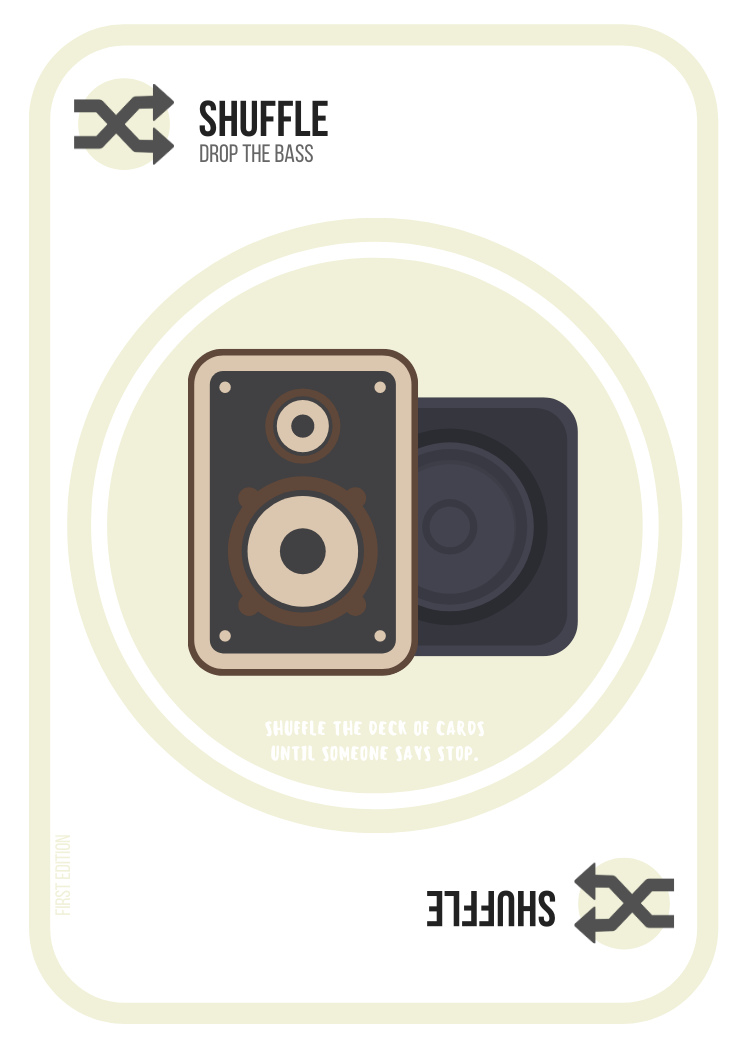 SHUFFLE
DROP THE BASS
SHUFFLE THE DECK OF CARDS
UNTIL SOMEONE SAYS STOP.
FIRST EDITION
SHUFFLE